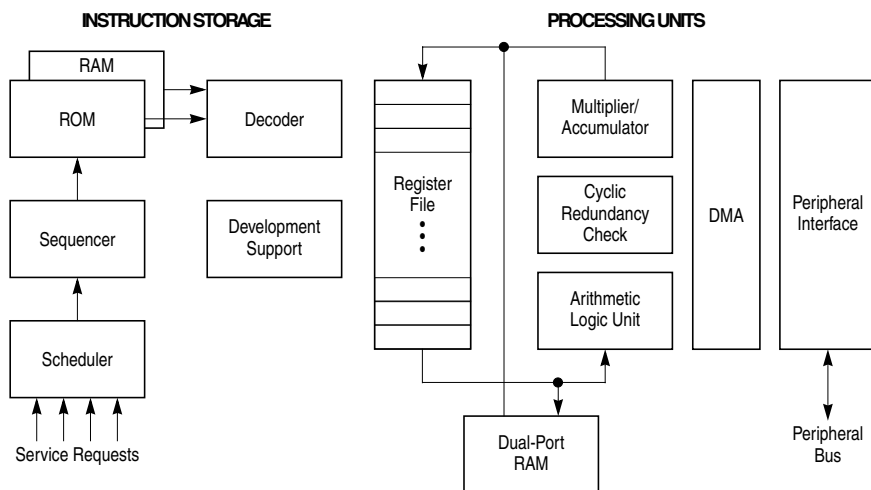 INSTRUCTION STORAGE
PROCESSING UNITS
RAM
ROM
Decoder
Sequencer
Development
Support
Scheduler
Service Requests
Register
File
Multiplier/
Accumulator
Cyclic
Redundancy
Check
Arithmetic
Logic Unit
DMA
Peripheral
Interface
Dual-Port
RAM
Peripheral
Bus